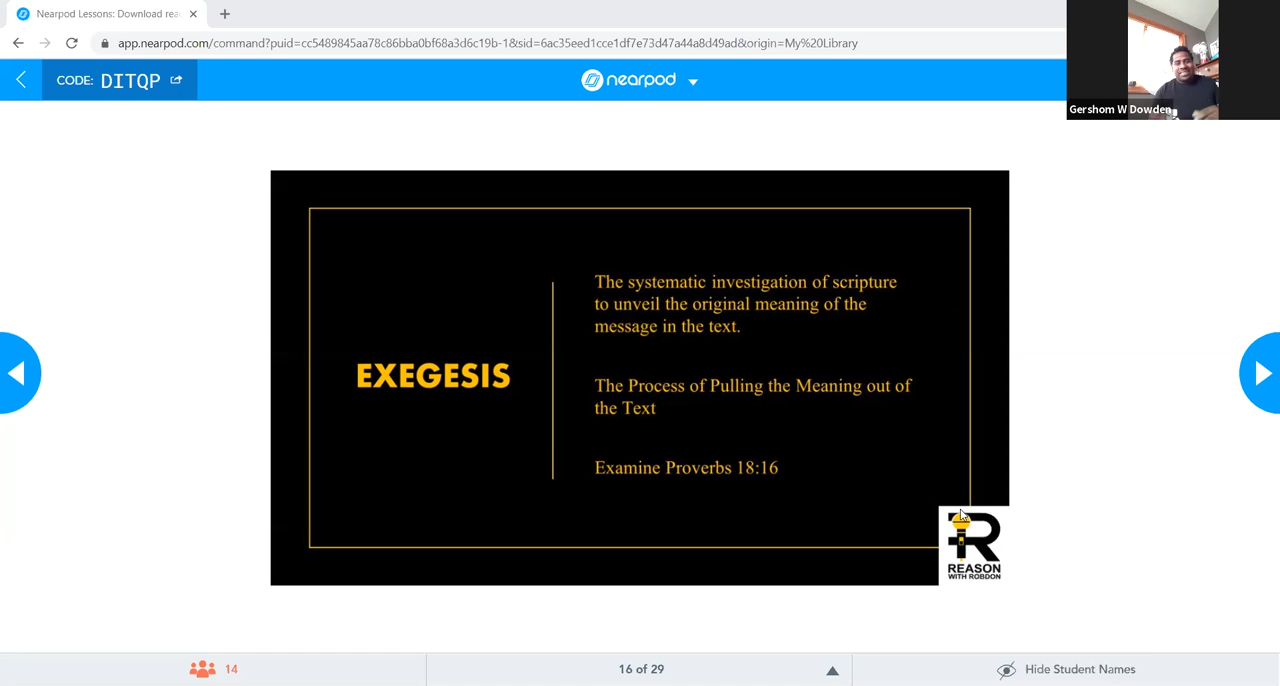 Nearpod Lessons: Download rea
app.nearpod.com/command?puid=cc5489845aa78c86bba0bf68a3d6c19b-1&sid=6ac35eed1cce1df7e73d47a44a8d49ad&origin=My%20Library
CODE: DITQP
nearpod
Gershom W Dowden
EXEGESIS
The systematic investigation of scripture
to unveil the original meaning of the
message in the text.
The Process of Pulling the Meaning out of
the Text
Examine Proverbs 18:16
R
REASON
WITH ROBDON
14
16 of 29
Hide Student Names